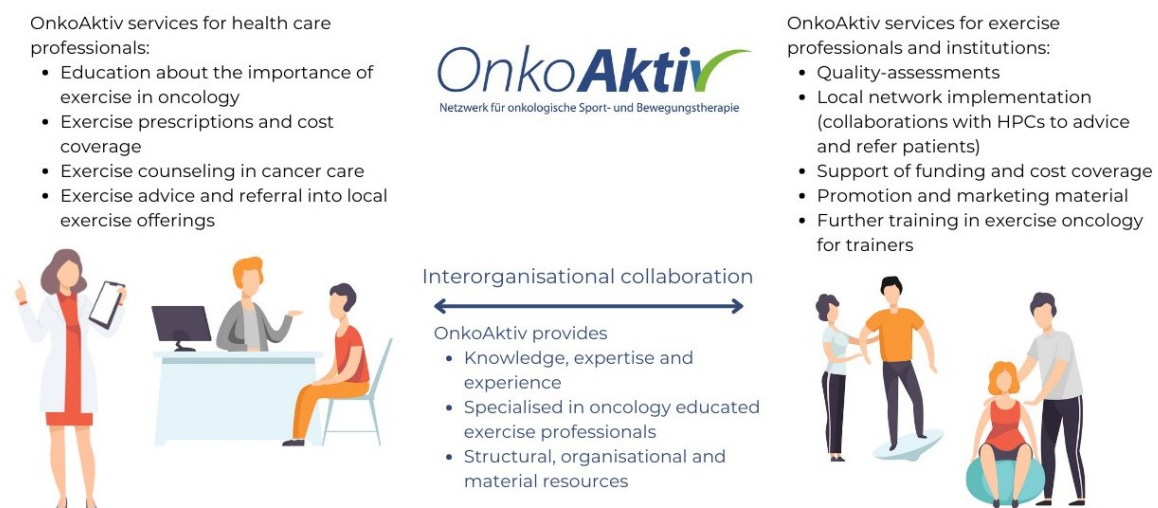 OnkoAktiv services for health care
professionals:
• Education about the importance of
exercise in oncology
• Exercise prescriptions and cost
coverage
• Exercise counseling in cancer care
• Exercise advice and referral into local
exercise offerings
OnkoAktiv
Netzwerk für onkologische Sport- und Bewegungstherapie
Interorganisational collaboration
OnkoAktiv provides
• Knowledge, expertise and
experience
• Specialised in oncology educated
exercise professionals
• Structural, organisational and
material resources
OnkoAktiv services for exercise
professionals and institutions:
• Quality-assessments
• Local network implementation
(collaborations with HPCs to advice
and refer patients)
• Support of funding and cost coverage
• Promotion and marketing material
• Further training in exercise oncology
for trainers